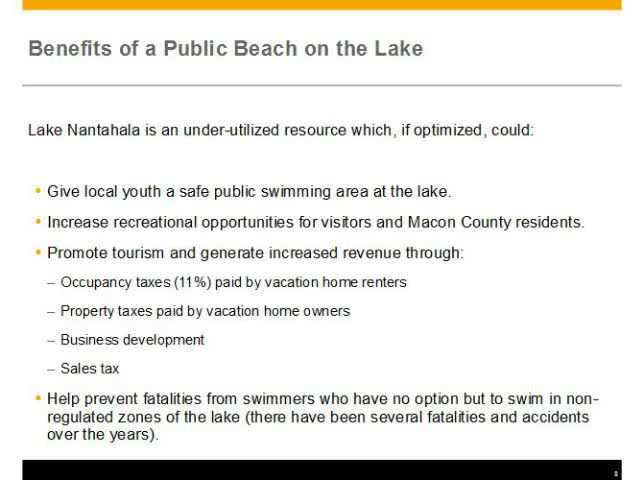 Benefits of a Public Beach on the Lake
Lake Nantahala is an under-utilized resource which, if optimized, could:
• Give local youth a safe public swimming area at the lake.
• Increase recreational opportunities for visitors and Macon County residents.
• Promote tourism and generate increased revenue through:
– Occupancy taxes (11%) paid by vacation home renters
– Property taxes paid by vacation home owners
– Business development
– Sales tax
• Help prevent fatalities from swimmers who have no option but to swim in non-
regulated zones of the lake (there have been several fatalities and accidents
over the years).